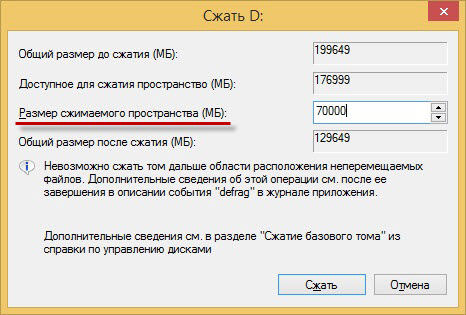 Сжать D:
Общий размер до сжатия (МБ): 199649
Доступное для сжатия пространство (МБ): 176999
Размер сжимаемого пространства (МБ): 70000
Общий размер после сжатия (МБ): 129649
Невозможно сжать том дальше области расположения неперемещаемых
файлов. Дополнительные сведения об этой операции см. после ее
завершения в описании события "defrag" в журнале приложения.
Дополнительные сведения см. в разделе "Сжатие базового тома" из
справки по управлению дисками
Сжать Отмена